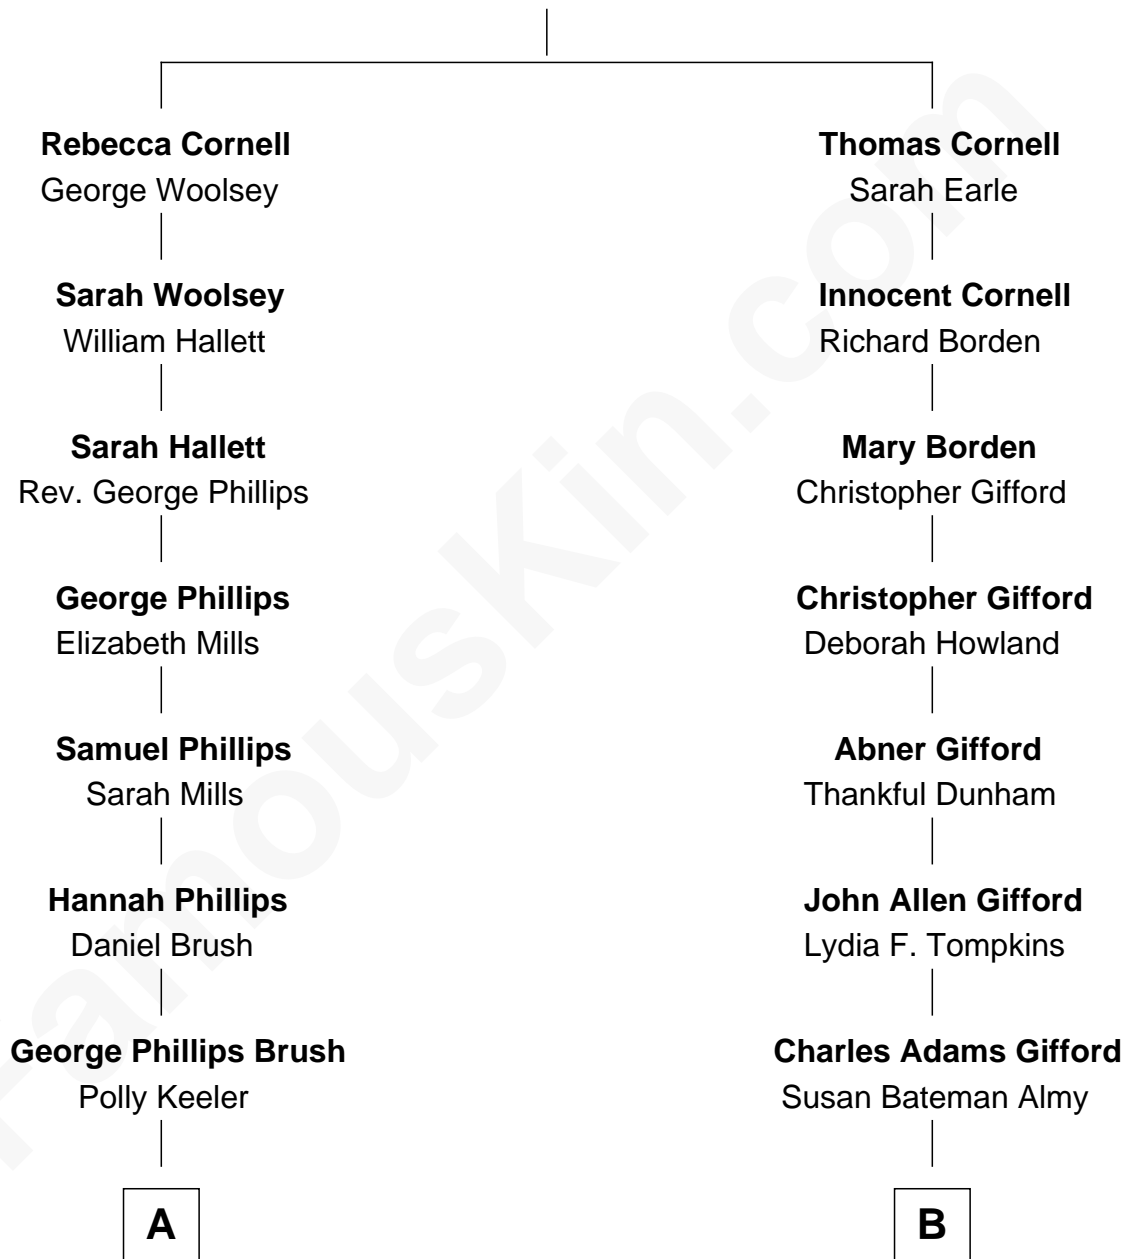 Rebecca Cornell
George Woolsey
Sarah Woolsey
William Hallett
Sarah Hallett
Rev. George Phillips
George Phillips
Elizabeth Mills
Samuel Phillips
Sarah Mills
Hannah Phillips
Daniel Brush
George Phillips Brush
Polly Keeler
A
Thomas Cornell
Sarah Earle
Innocent Cornell
Richard Borden
Mary Borden
Christopher Gifford
Christopher Gifford
Deborah Howland
Abner Gifford
Thankful Dunham
John Allen Gifford
Lydia F. Tompkins
Charles Adams Gifford
Susan Bateman Almy
B
FamousKin.com